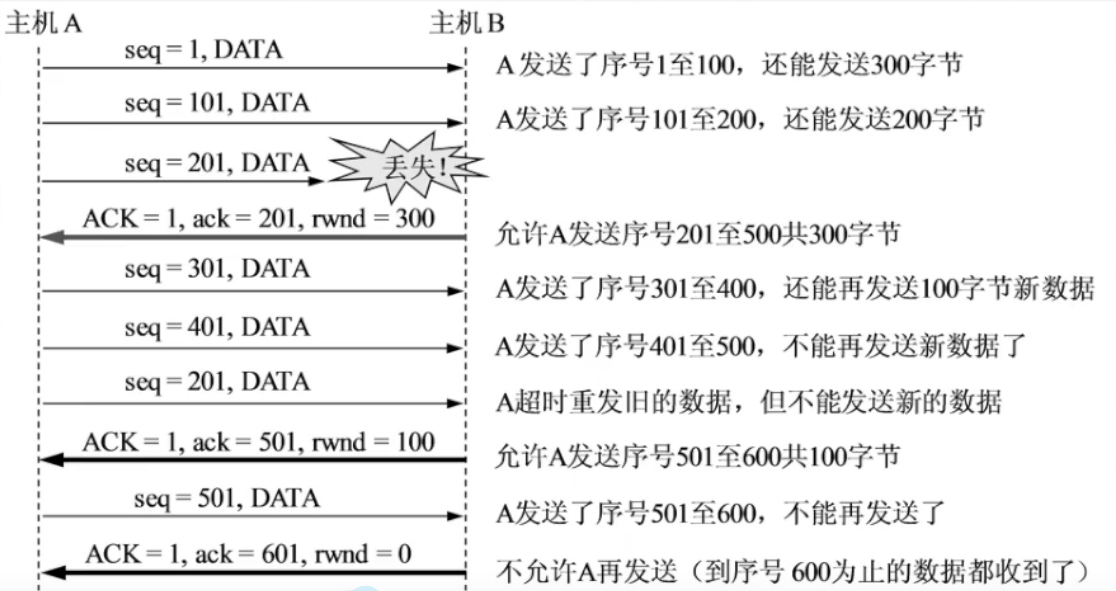 主机A 主机B
seq = 1, DATA
A发送了序号1至100，还能发送300字节
seq = 101, DATA
A发送了序号101至200，还能发送200字节
seq = 201, DATA 丢失！
ACK = 1, ack = 201, rwnd = 300
允许A发送序号201至500共300字节
seq = 301, DATA
A发送了序号301至400，还能再发送100字节新数据
seq = 401, DATA
A发送了序号401至500，不能再发送新数据了
seq = 201, DATA
A超时重发旧的数据，但不能发送新的数据
ACK = 1, ack = 501, rwnd = 100
允许A发送序号501至600共100字节
seq = 501, DATA
A发送了序号501至600，不能再发送了
ACK = 1, ack = 601, rwnd = 0
不允许A再发送（到序号 600为止的数据都收到了）